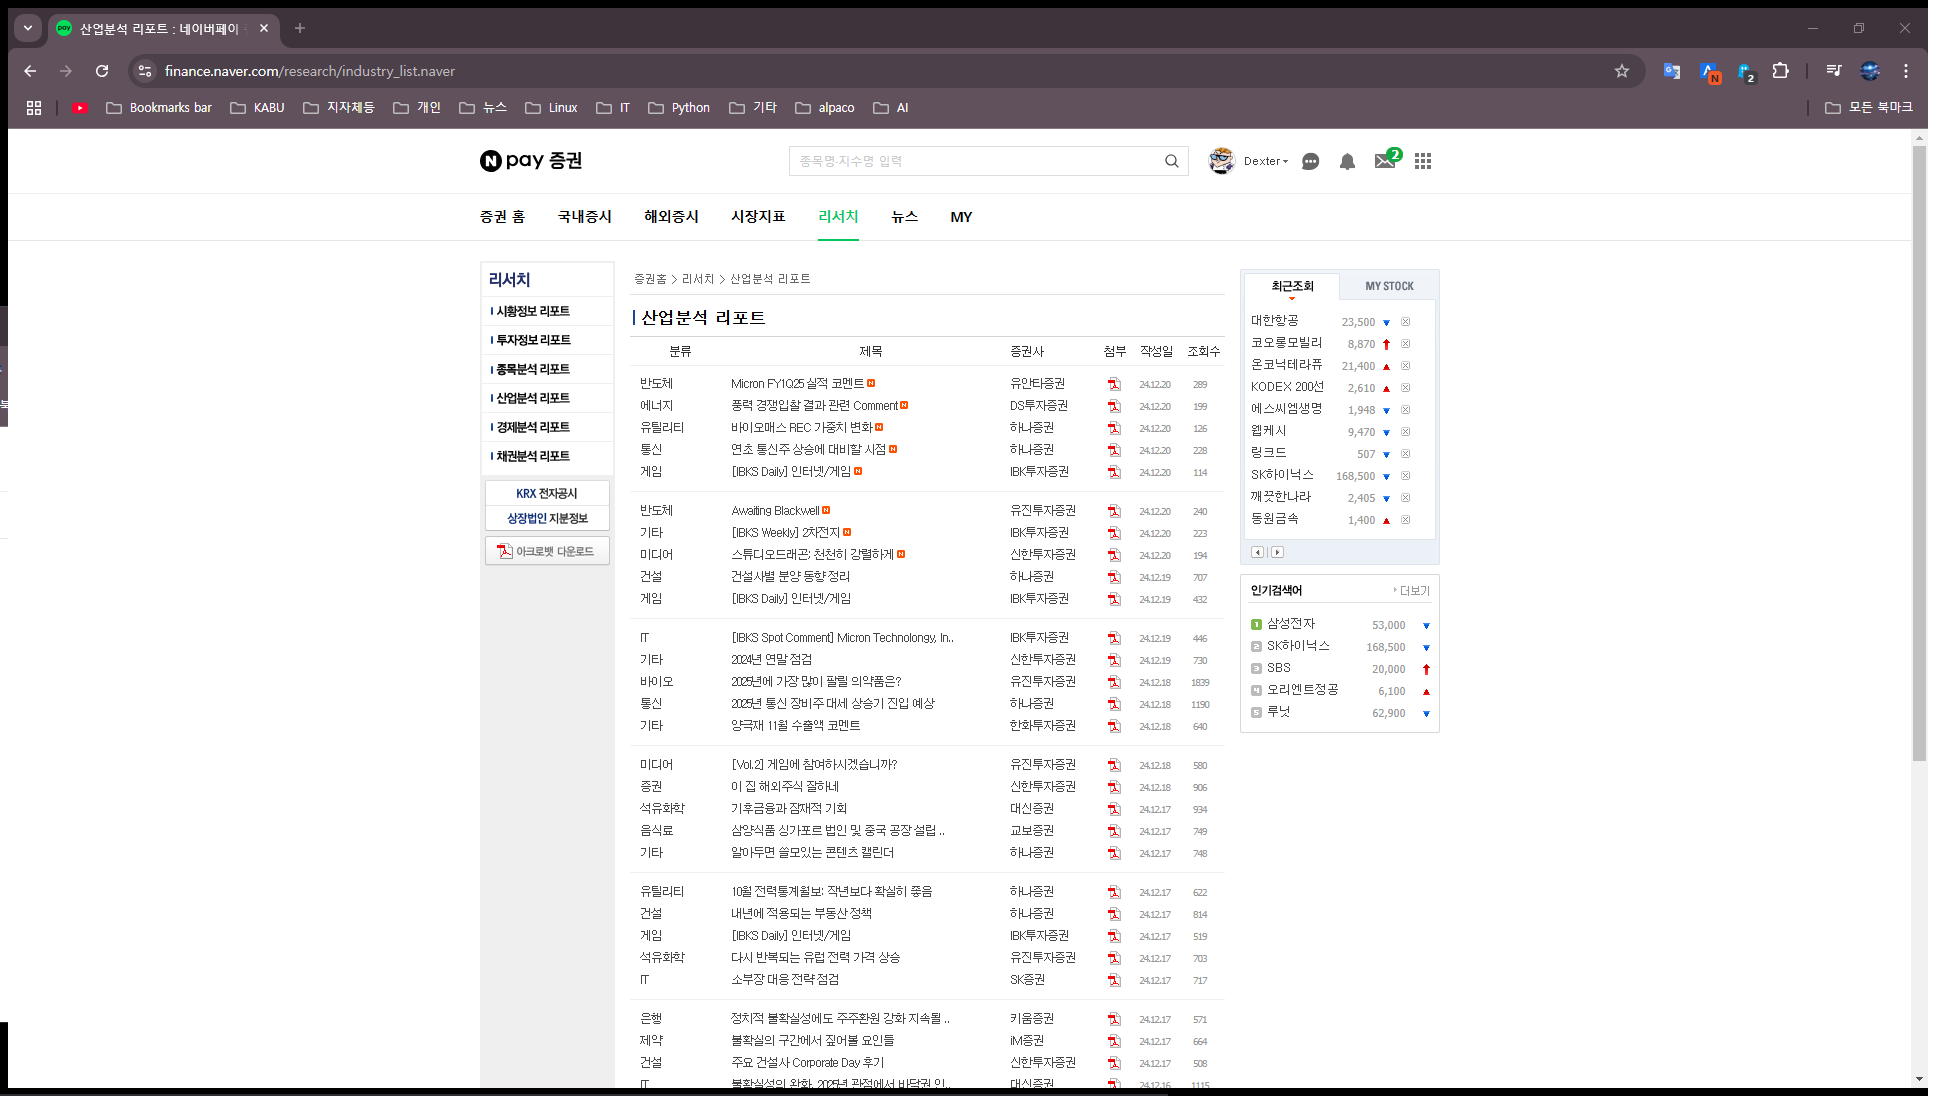 산업분석 리포트 : 네이버페이
finance.naver.com/research/industry_list.naver
Bookmarks bar KABU 지자체등 개인 뉴스 Linux IT Python 기타 alpaco AI 모든 북마크
N pay 증권 종목명·지수명 입력 Dexter 2
증권 홈 국내증시 해외증시 시장지표 리서치 뉴스 MY
리서치
시황정보 리포트
투자정보 리포트
종목분석 리포트
산업분석 리포트
경제분석 리포트
채권분석 리포트
KRX 전자공시
상장법인 지분정보
아크로뱃 다운로드
증권홈 > 리서치 > 산업분석 리포트
산업분석 리포트
분류 제목 증권사 첨부 작성일 조회수
반도체 Micron FY1Q25 실적 코멘트 유안타증권 24.12.20 289
에너지 풍력 경쟁입찰 결과 관련 Comment DS투자증권 24.12.20 199
유틸리티 바이오매스 REC 가중치 변화 하나증권 24.12.20 126
통신 연초 통신주 상승에 대비할 시점 하나증권 24.12.20 228
게임 [IBKS Daily] 인터넷/게임 IBK투자증권 24.12.20 114
반도체 Awaiting Blackwell 유진투자증권 24.12.20 240
기타 [IBKS Weekly] 2차전지 IBK투자증권 24.12.20 223
미디어 스튜디오드래곤; 천천히 강렬하게 신한투자증권 24.12.20 194
건설 건설사별 분양 동향 정리 하나증권 24.12.19 707
게임 [IBKS Daily] 인터넷/게임 IBK투자증권 24.12.19 432
IT [IBKS Spot Comment] Micron Technolongy, In.. IBK투자증권 24.12.19 446
기타 2024년 연말 점검 신한투자증권 24.12.19 730
바이오 2025년에 가장 많이 팔릴 의약품은? 유진투자증권 24.12.18 1839
통신 2025년 통신 장비주 대세 상승기 진입 예상 하나증권 24.12.18 1190
기타 양극재 11월 수출액 코멘트 한화투자증권 24.12.18 640
미디어 [Vol.2] 게임에 참여하시겠습니까? 유진투자증권 24.12.18 580
증권 이 집 해외주식 잘하네 신한투자증권 24.12.18 906
석유화학 기후금융과 잠재적 기회 대신증권 24.12.17 934
음식료 삼양식품 싱가포르 법인 및 중국 공장 설립 .. 교보증권 24.12.17 749
기타 알아두면 쓸모있는 콘텐츠 캘린더 하나증권 24.12.17 748
유틸리티 10월 전력통계월보: 작년보다 확실히 좋음 하나증권 24.12.17 622
건설 내년에 적용되는 부동산 정책 하나증권 24.12.17 814
게임 [IBKS Daily] 인터넷/게임 IBK투자증권 24.12.17 519
석유화학 다시 반복되는 유럽 전력 가격 상승 유진투자증권 24.12.17 703
IT 소부장 대응 전략 점검 SK증권 24.12.17 717
은행 정치적 불확실성에도 주주환원 강화 지속될 .. 키움증권 24.12.17 571
제약 불확실의 구간에서 짚어볼 요인들 iM증권 24.12.17 664
건설 주요 건설사 Corporate Day 후기 신한투자증권 24.12.17 508
IT 불확실성의 완화, 2025년 관점에서 바닥권 인.. 대신증권 24.12.16 1115
최근조회 MY STOCK
대한항공 23,500
코오롱모빌리 8,870
온코닉테라퓨 21,400
KODEX 200선 2,610
에스씨엠생명 1,948
웹케시 9,470
링크드 507
SK하이닉스 168,500
깨끗한나라 2,405
동원금속 1,400
인기검색어 더보기
1 삼성전자 53,000
2 SK하이닉스 168,500
3 SBS 20,000
4 오리엔트정공 6,100
5 루닛 62,900